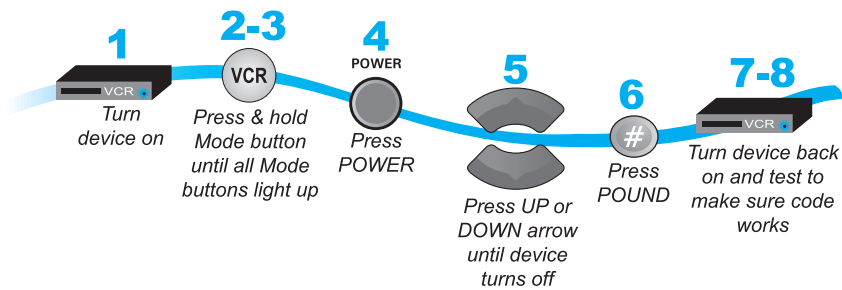 1
VCR
Turn
device on
2-3
VCR
Press & hold
Mode button
until all Mode
buttons light up
4
POWER
Press
POWER
5
Press UP or
DOWN arrow
until device
turns off
6
#
Press
POUND
7-8
VCR
Turn device back
on and test to
make sure code
works